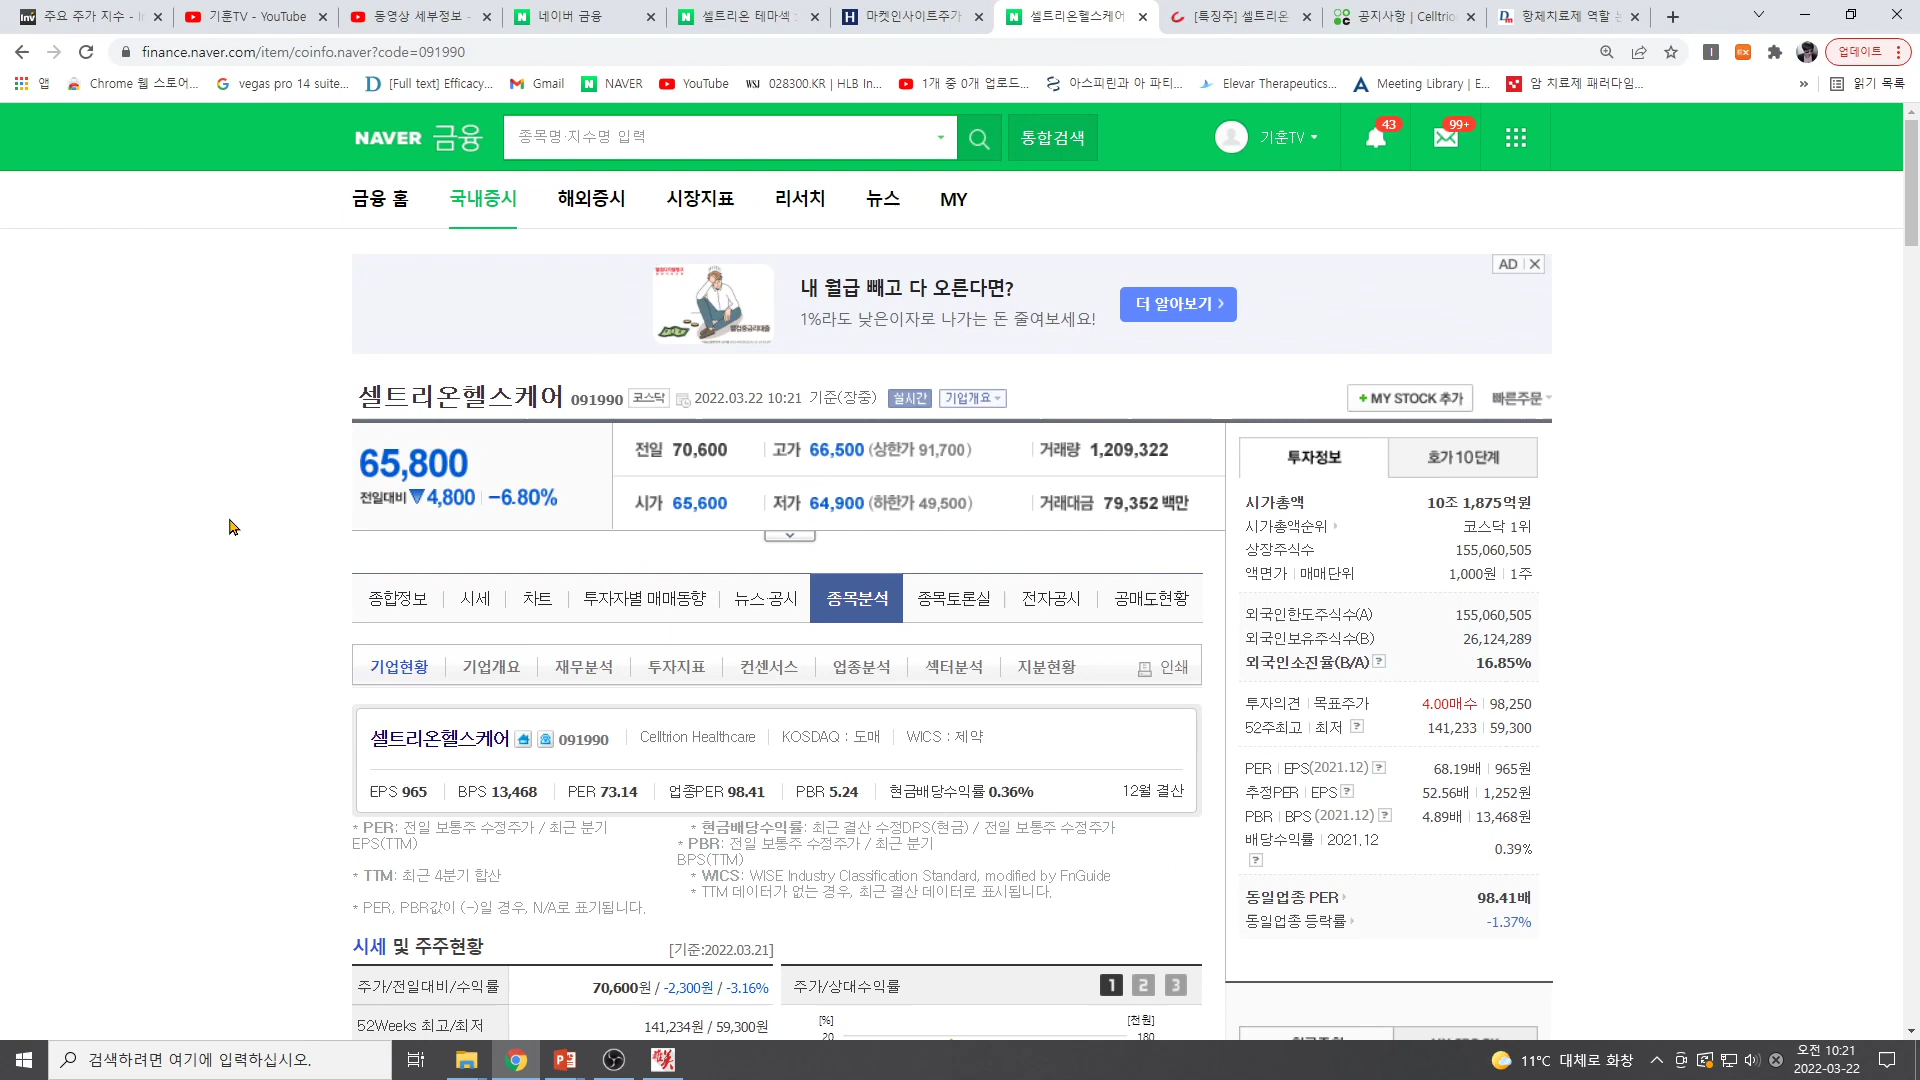 주요 주가 지수 - In
기훈TV - YouTube
동영상 세부정보 -
네이버 금융
셀트리온 테마섹
마켓인사이트주가
셀트리온헬스케어
[특징주] 셀트리온
공지사항 | Celltrio
항체치료제 역할
finance.naver.com/item/coinfo.naver?code=091990
업데이트
앱
Chrome 웹 스토어...
vegas pro 14 suite...
[Full text] Efficacy...
Gmail
NAVER
YouTube
WSJ 028300.KR | HLB In...
1개 중 0개 업로드...
아스피린과 아 파티...
Elevar Therapeutics...
Meeting Library | E...
암 치료제 패러다임...
»
읽기 목록
NAVER 금융
종목명·지수명 입력
통합검색
기훈TV
43
99+
금융 홈
국내증시
해외증시
시장지표
리서치
뉴스
MY
내 월급 빼고 다 오른다면?
1%라도 낮은이자로 나가는 돈 줄여보세요!
더 알아보기 ›
AD
셀트리온헬스케어 091990 코스닥 2022.03.22 10:21 기준(장중) 실시간 기업개요
+ MY STOCK 추가
빠른주문
65,800
전일대비 ▼4,800 | -6.80%
전일 70,600 | 고가 66,500 (상한가 91,700) | 거래량 1,209,322
시가 65,600 | 저가 64,900 (하한가 49,500) | 거래대금 79,352 백만
종합정보 | 시세 | 차트 | 투자자별 매매동향 | 뉴스·공시 | 종목분석 | 종목토론실 | 전자공시 | 공매도현황
기업현황 | 기업개요 | 재무분석 | 투자지표 | 컨센서스 | 업종분석 | 섹터분석 | 지분현황
인쇄
셀트리온헬스케어 091990 | Celltrion Healthcare | KOSDAQ : 도매 | WICS : 제약
EPS 965 | BPS 13,468 | PER 73.14 | 업종PER 98.41 | PBR 5.24 | 현금배당수익률 0.36%
12월 결산
* PER: 전일 보통주 수정주가 / 최근 분기
EPS(TTM)
* TTM: 최근 4분기 합산
* PER, PBR값이 (-)일 경우, N/A로 표기됩니다.
* 현금배당수익률: 최근 결산 수정DPS(현금) / 전일 보통주 수정주가
* PBR: 전일 보통주 수정주가 / 최근 분기
BPS(TTM)
* WICS: WISE Industry Classification Standard, modified by FnGuide
* TTM 데이터가 없는 경우, 최근 결산 데이터로 표시됩니다.
시세 및 주주현황
[기준:2022.03.21]
주가/전일대비/수익률 70,600원 / -2,300원 / -3.16%
52Weeks 최고/최저 141,234원 / 59,300원
주가/상대수익률
1 2 3
[%]
[천원]
20
180
투자정보
호가 10단계
시가총액 10조 1,875억원
시가총액순위 코스닥 1위
상장주식수 155,060,505
액면가 | 매매단위 1,000원 | 1주
외국인한도주식수(A) 155,060,505
외국인보유주식수(B) 26,124,289
외국인소진율(B/A) ? 16.85%
투자의견 | 목표주가 4.00매수 | 98,250
52주최고 | 최저 ? 141,233 | 59,300
PER | EPS(2021.12) ? 68.19배 | 965원
추정PER | EPS ? 52.56배 | 1,252원
PBR | BPS (2021.12) ? 4.89배 | 13,468원
배당수익률 | 2021.12 ? 0.39%
동일업종 PER 98.41배
동일업종 등락률 -1.37%
검색하려면 여기에 입력하십시오.
11°C 대체로 화창
오전 10:21
2022-03-22